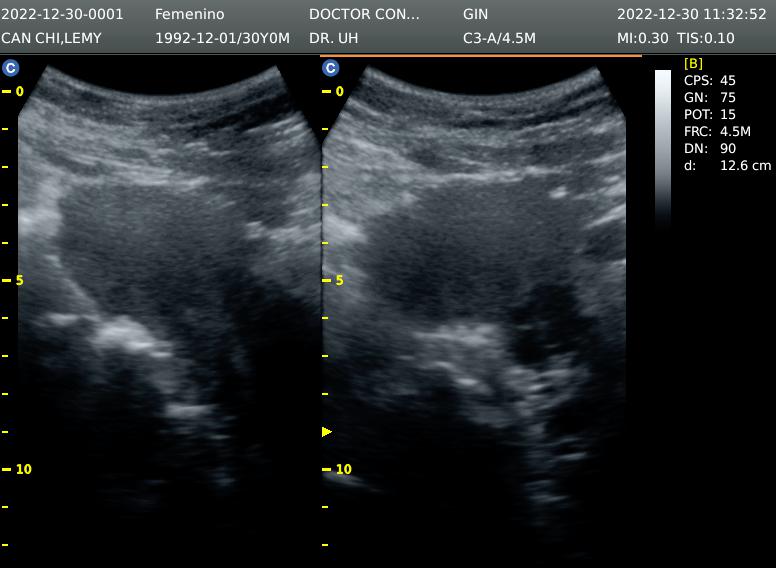 2022-12-30-0001 Femenino DOCTOR CON... GIN 2022-12-30 11:32:52
CAN CHI,LEMY 1992-12-01/30Y0M DR. UH C3-A/4.5M MI:0.30 TIS:0.10
C C [B]
0 0
CPS: 45
GN: 75
POT: 15
FRC: 4.5M
DN: 90
d: 12.6 cm
5 5
10 10